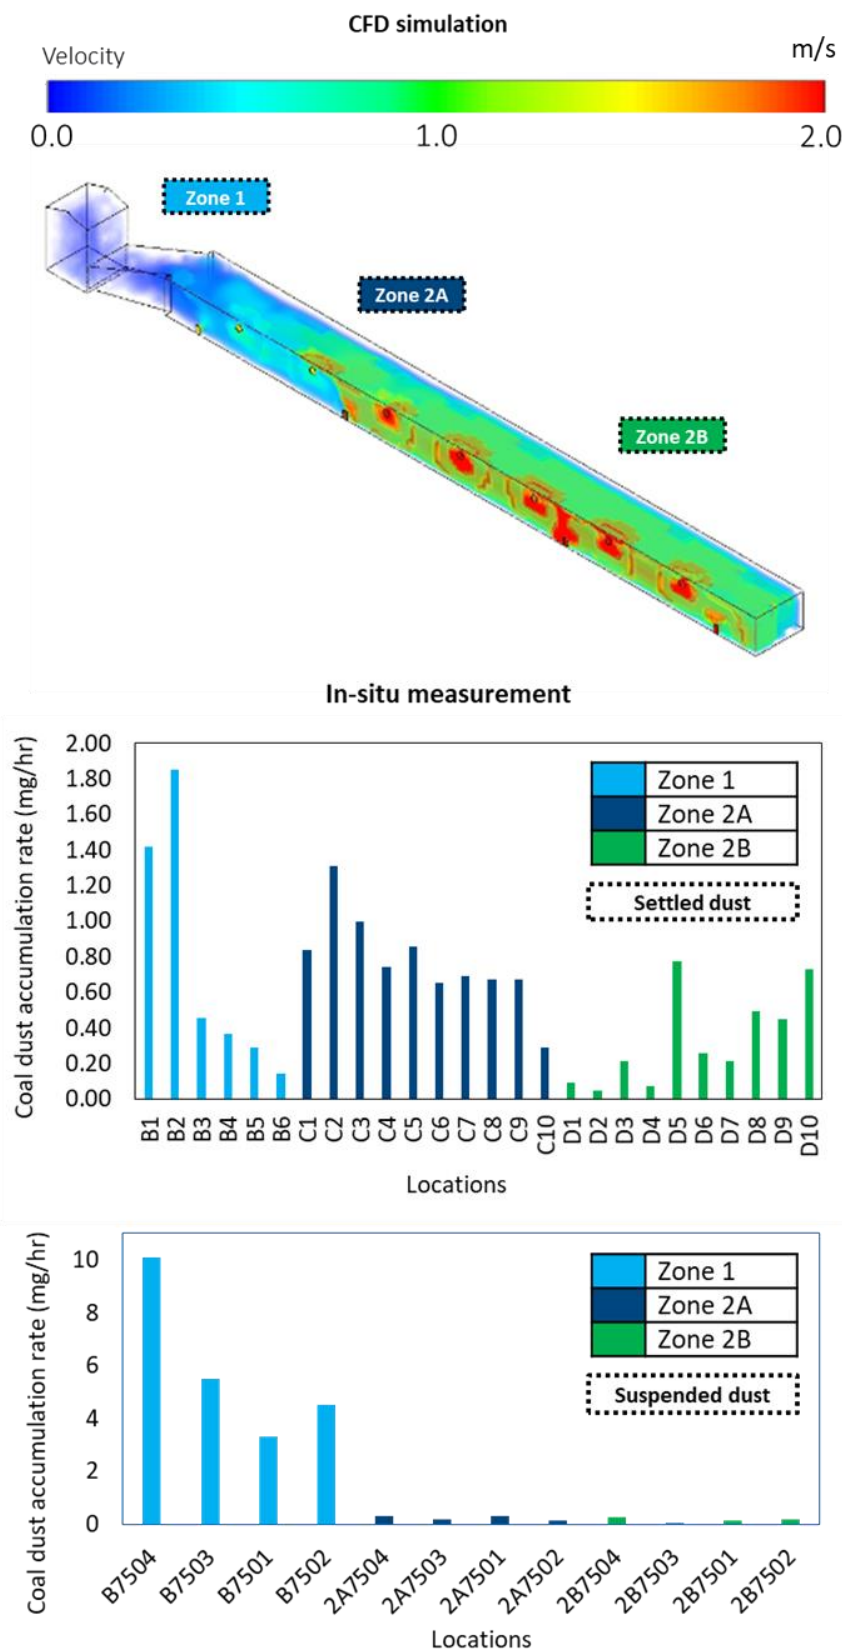 CFD simulation
Velocity
m/s
0.0 1.0 2.0
Zone 1
Zone 2A
Zone 2B
In-situ measurement
Coal dust accumulation rate (mg/hr)
2.00
1.80
1.60
1.40
1.20
1.00
0.80
0.60
0.40
0.20
0.00
Zone 1
Zone 2A
Zone 2B
Settled dust
B1 B2 B3 B4 B5 B6 C1 C2 C3 C4 C5 C6 C7 C8 C9 C10 D1 D2 D3 D4 D5 D6 D7 D8 D9 D10
Locations
Coal dust accumulation rate (mg/hr)
10
8
6
4
2
0
Zone 1
Zone 2A
Zone 2B
Suspended dust
B7504 B7503 B7501 B7502 2A7504 2A7503 2A7501 2A7502 2B7504 2B7503 2B7501 2B7502
Locations